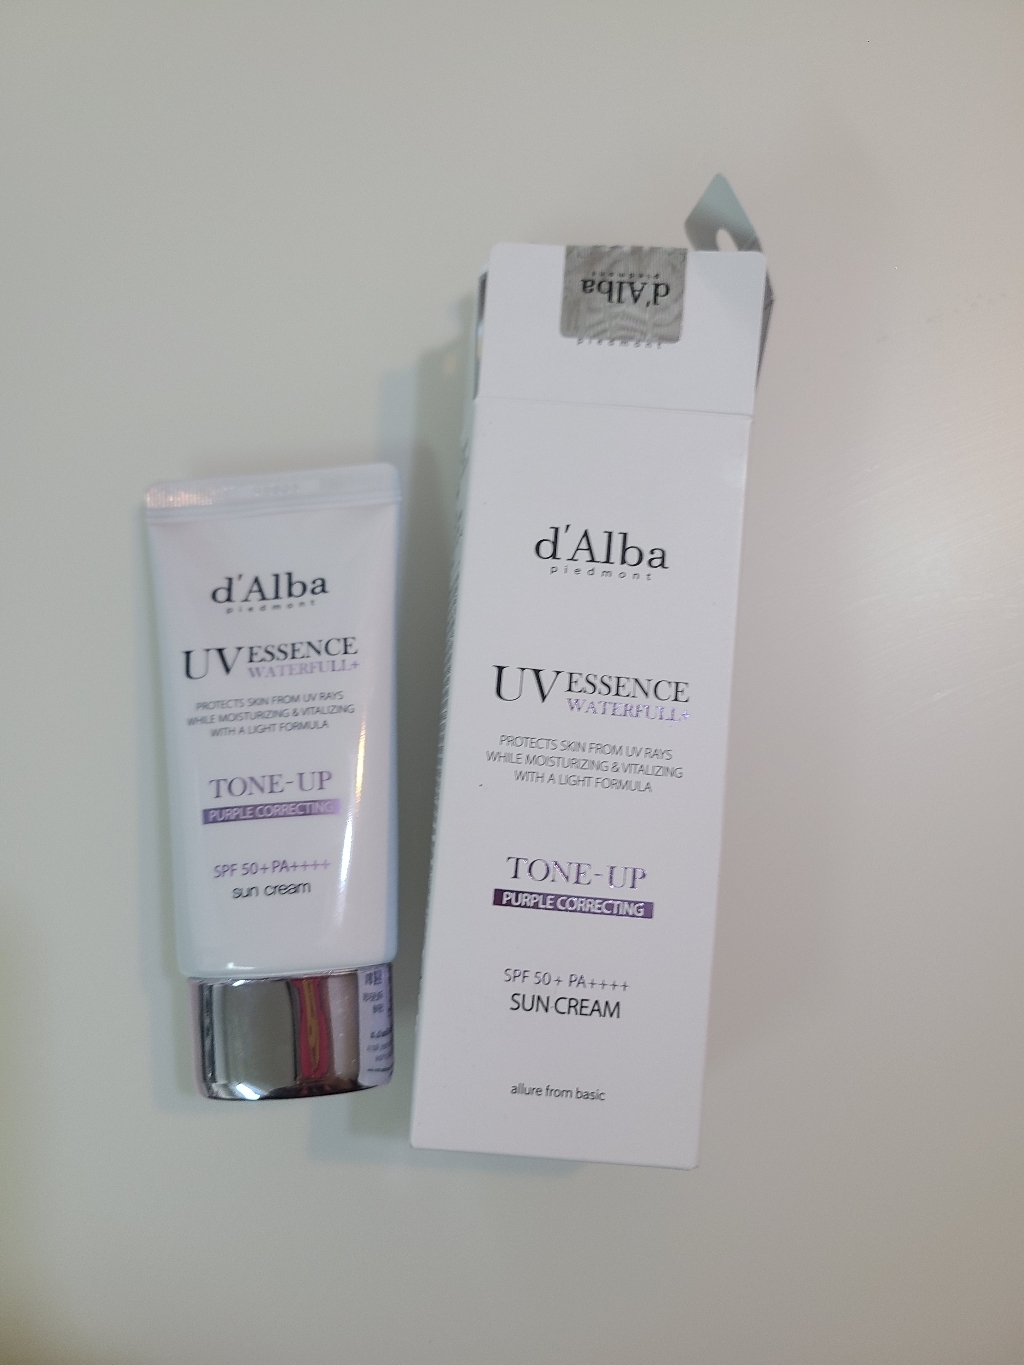 d'Alba
piedmont
UV ESSENCE
WATERFULL+
PROTECTS SKIN FROM UV RAYS
WHILE MOISTURIZING & VITALIZING
WITH A LIGHT FORMULA
TONE-UP
PURPLE CORRECTING
SPF 50+ PA++++
sun cream
d'Alba
piedmont
piedmont
d'Alba
piedmont
UV ESSENCE
WATERFULL+
PROTECTS SKIN FROM UV RAYS
WHILE MOISTURIZING & VITALIZING
WITH A LIGHT FORMULA
TONE-UP
PURPLE CORRECTING
SPF 50+ PA++++
SUN CREAM
allure from basic